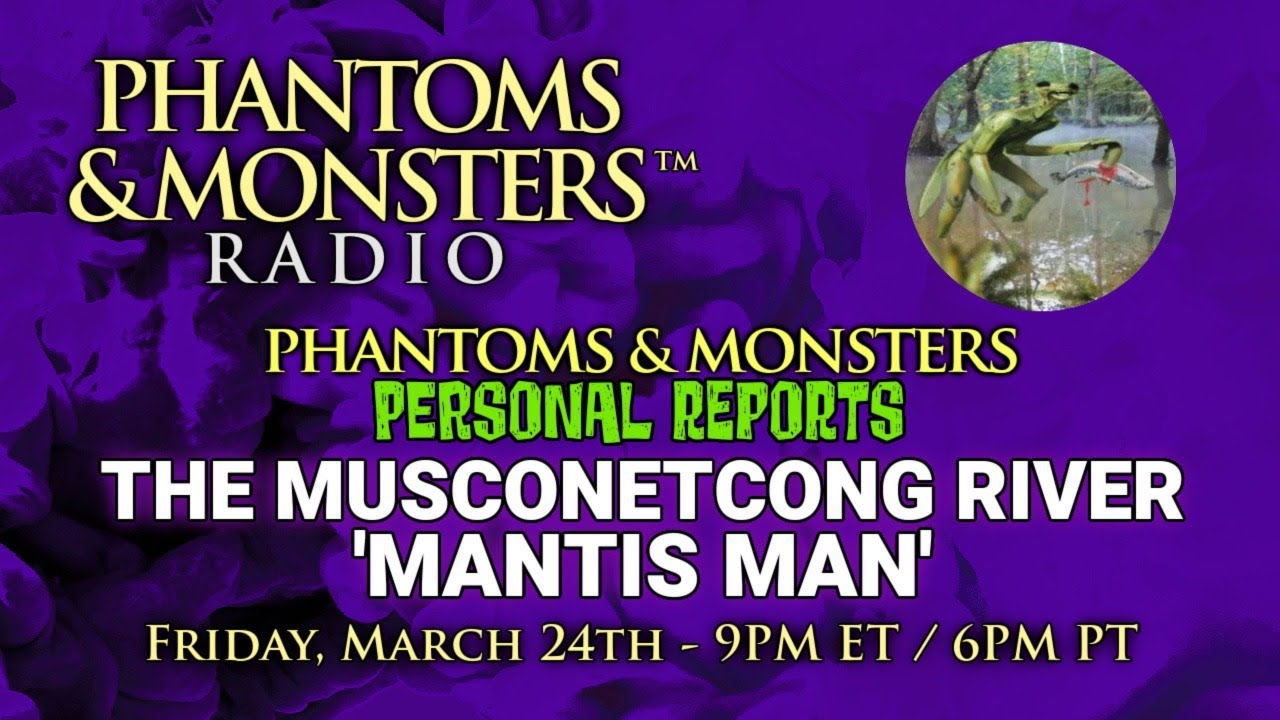 PHANTOMS
& MONSTERS™
RADIO
PHANTOMS & MONSTERS
PERSONAL REPORTS
THE MUSCONETCONG RIVER
'MANTIS MAN'
FRIDAY, MARCH 24TH - 9PM ET / 6PM PT